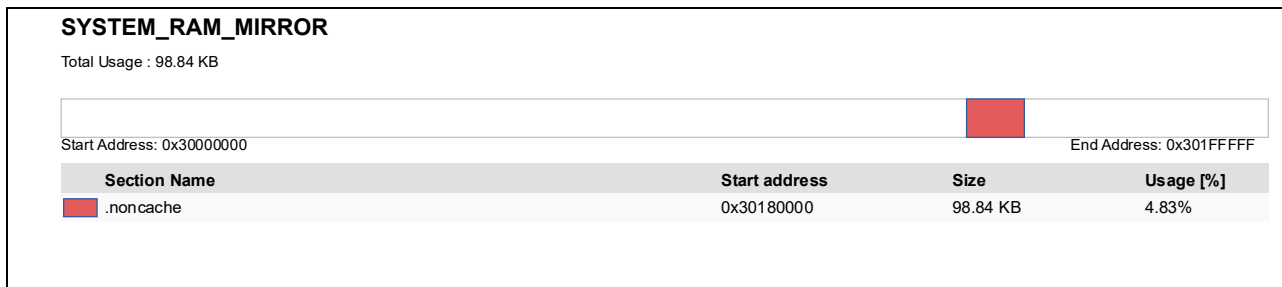 SYSTEM_RAM_MIRROR
Total Usage : 98.84 KB
Start Address: 0x30000000 End Address: 0x301FFFFF
Section Name Start address Size Usage [%]
.noncache 0x30180000 98.84 KB 4.83%